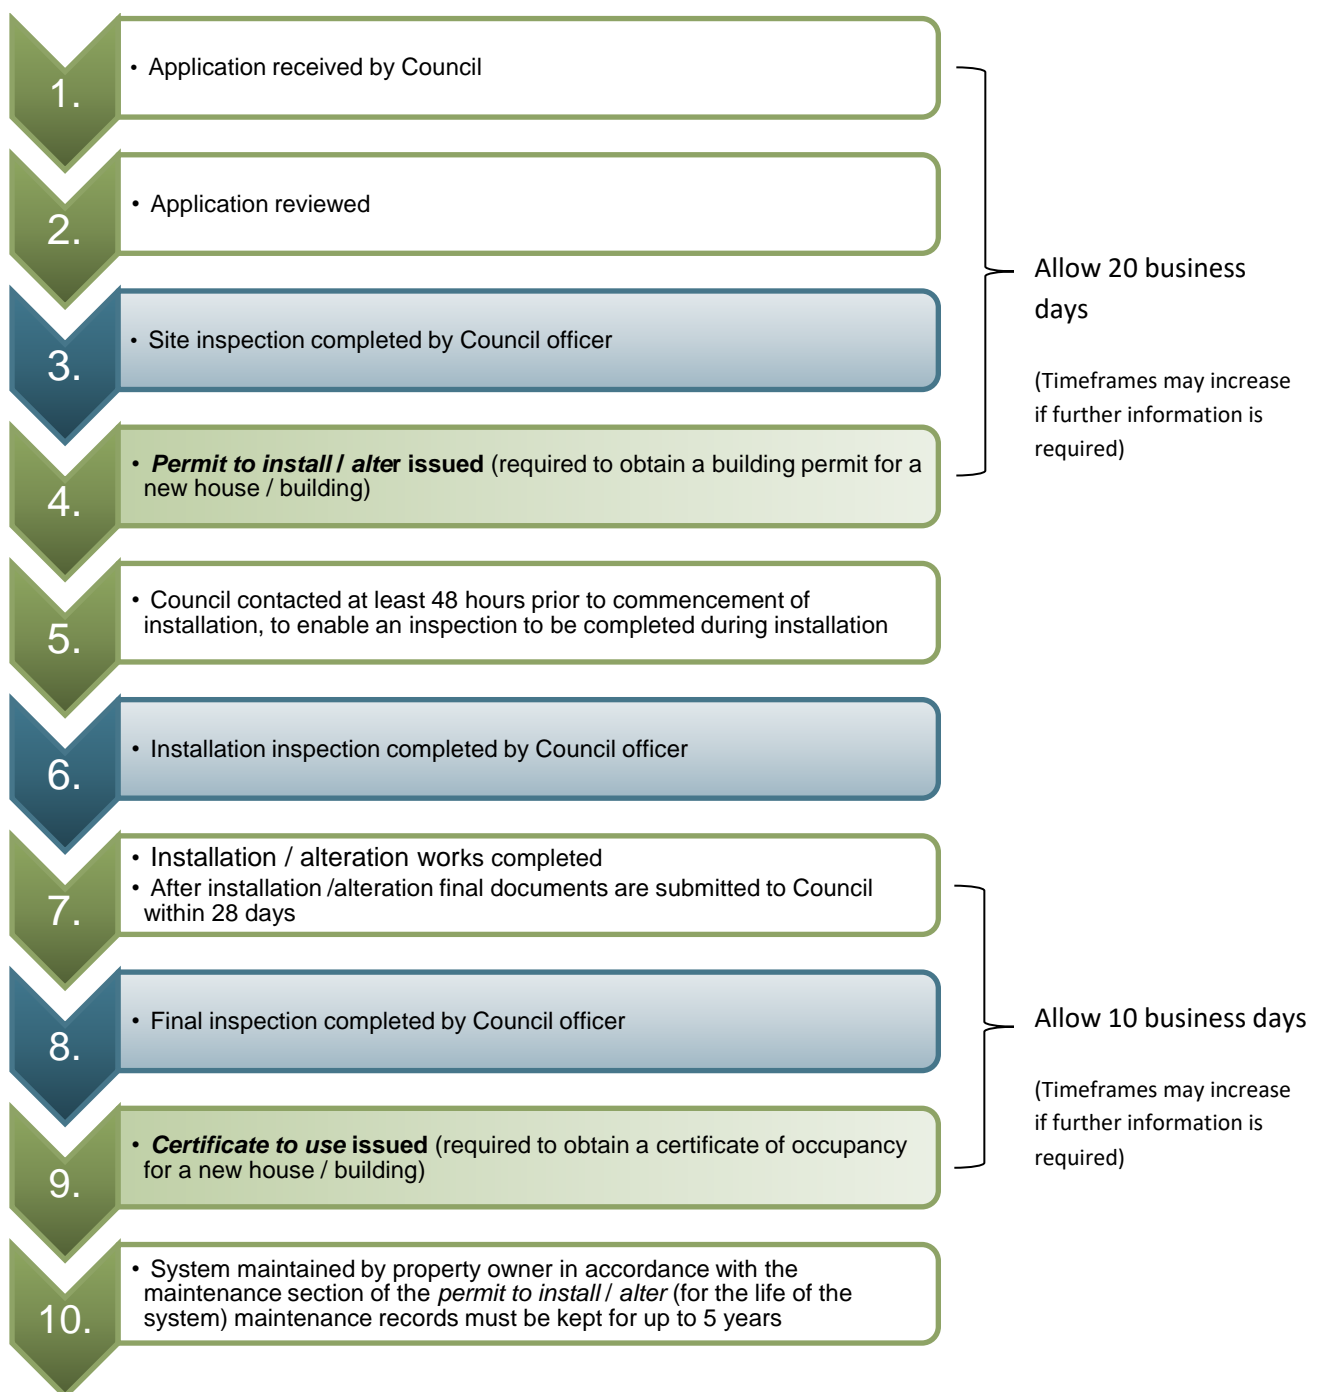 1.
• Application received by Council
2.
• Application reviewed
3.
• Site inspection completed by Council officer
4.
• Permit to install / alter issued (required to obtain a building permit for a
new house / building)
Allow 20 business
days
(Timeframes may increase
if further information is
required)
5.
• Council contacted at least 48 hours prior to commencement of
installation, to enable an inspection to be completed during installation
6.
• Installation inspection completed by Council officer
7.
• Installation / alteration works completed
• After installation /alteration final documents are submitted to Council
within 28 days
8.
• Final inspection completed by Council officer
9.
• Certificate to use issued (required to obtain a certificate of occupancy
for a new house / building)
Allow 10 business days
(Timeframes may increase
if further information is
required)
10.
• System maintained by property owner in accordance with the
maintenance section of the permit to install / alter (for the life of the
system) maintenance records must be kept for up to 5 years